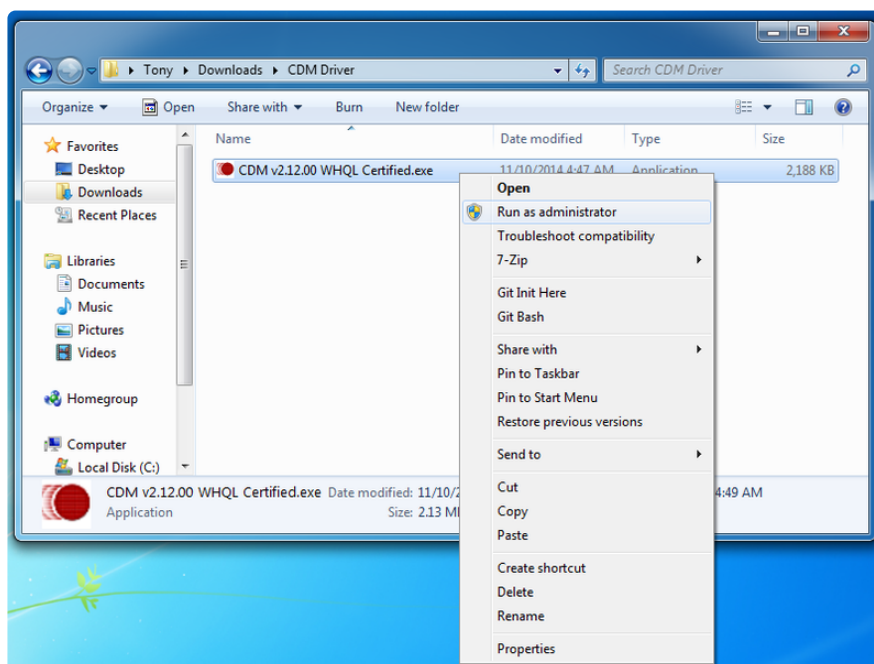 Tony Downloads CDM Driver
Search CDM Driver
Organize Open Share with Burn New folder
Name Date modified Type Size
Favorites
Desktop
Downloads
Recent Places
Libraries
Documents
Music
Pictures
Videos
Homegroup
Computer
Local Disk (C:)
CDM v2.12.00 WHQL Certified.exe 11/10/2014 4:47 AM Application 2,188 KB
Open
Run as administrator
Troubleshoot compatibility
7-Zip
Git Init Here
Git Bash
Share with
Pin to Taskbar
Pin to Start Menu
Restore previous versions
Send to
Cut
Copy
Paste
Create shortcut
Delete
Rename
Properties
CDM v2.12.00 WHQL Certified.exe Date modified: 11/10/2 4:49 AM
Application Size: 2.13 M